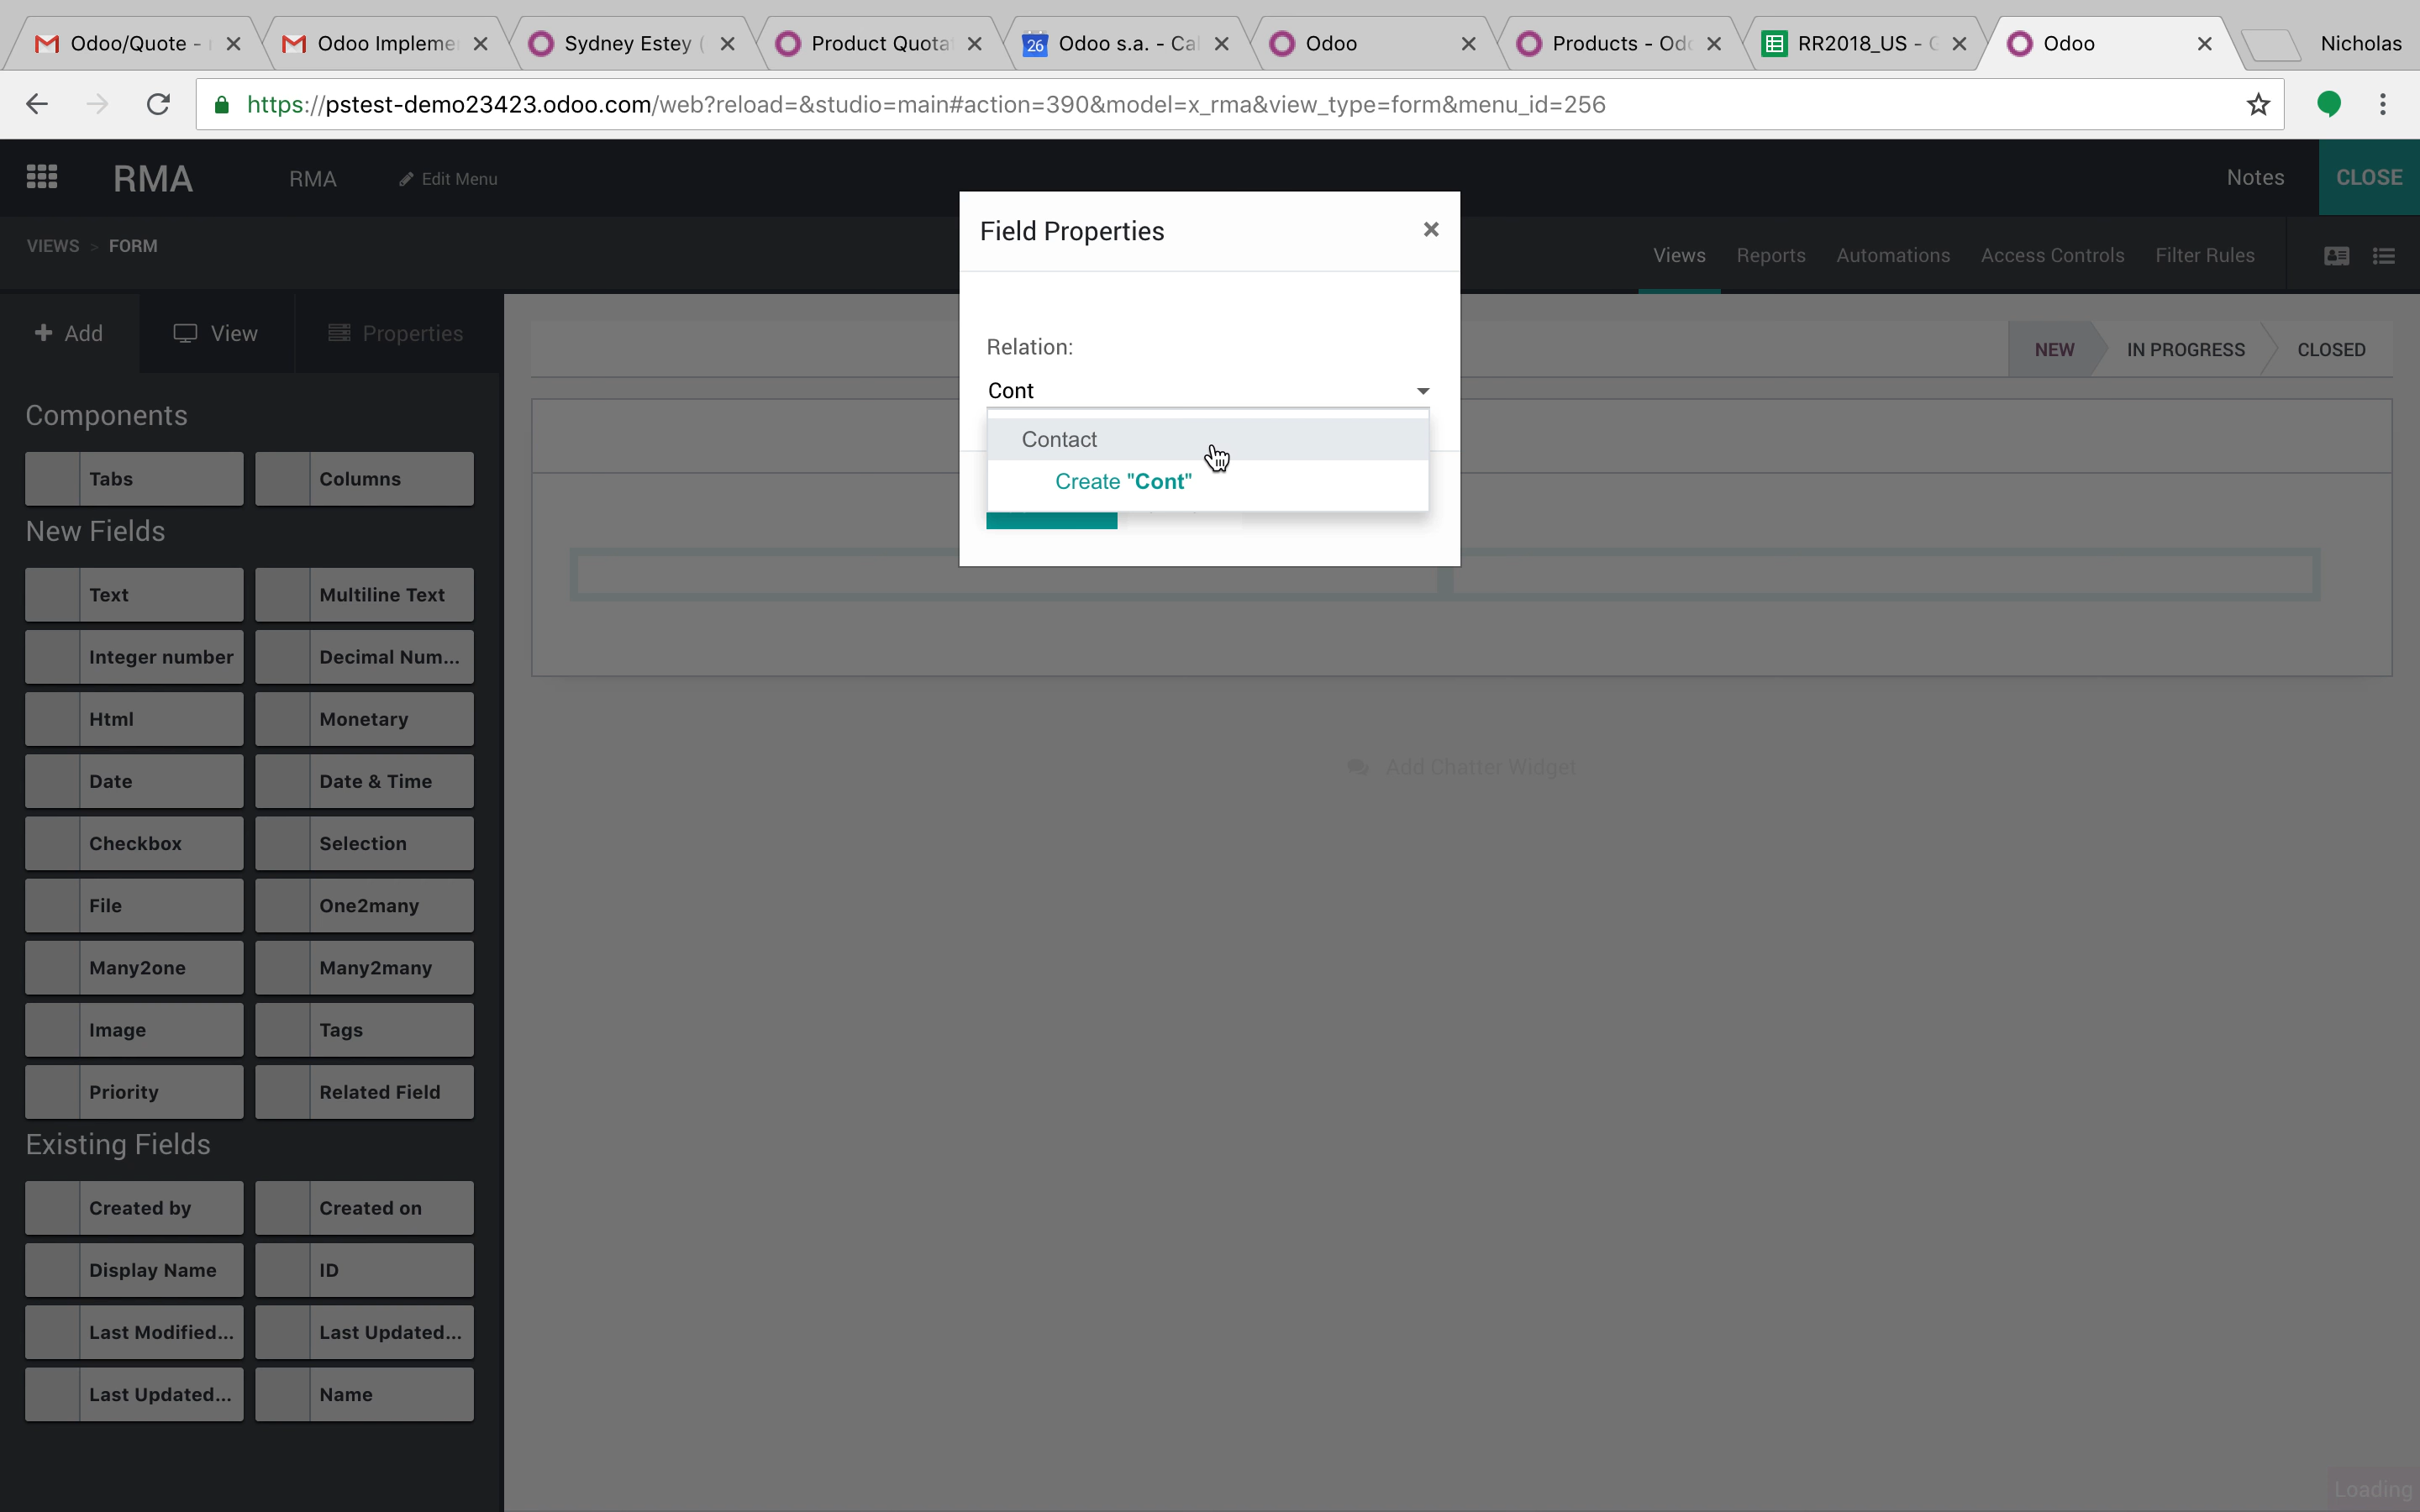 Odoo/Quote -
Odoo Impleme
Sydney Estey (
Product Quota
26
Odoo s.a. - Cal
Odoo
Products - Odo
RR2018_US - G
Odoo
Nicholas
https://pstest-demo23423.odoo.com/web?reload=&studio=main#action=390&model=x_rma&view_type=form&menu_id=256
RMA
RMA
Edit Menu
Notes
CLOSE
VIEWS > FORM
Views
Reports
Automations
Access Controls
Filter Rules
Add
View
Properties
Components
Tabs
Columns
New Fields
Text
Multiline Text
Integer number
Decimal Num...
Html
Monetary
Date
Date & Time
Checkbox
Selection
File
One2many
Many2one
Many2many
Image
Tags
Priority
Related Field
Existing Fields
Created by
Created on
Display Name
ID
Last Modified...
Last Updated...
Last Updated...
Name
NEW
IN PROGRESS
CLOSED
Field Properties
Relation:
Cont
Contact
Create "Cont"
Add Chatter Widget
Loading